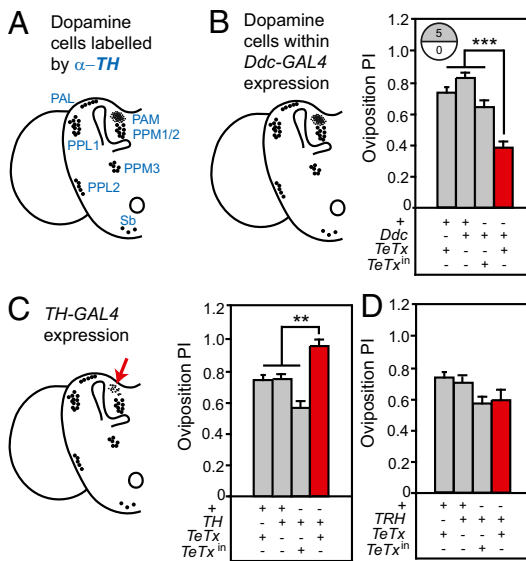 A
Dopamine
cells labelled
by α–TH
PAL
PAM
PPM1/2
PPL1
PPM3
PPL2
Sb
B
Dopamine
cells within
Ddc-GAL4
expression
Oviposition PI
1.2
1.0
0.8
0.6
0.4
0.2
0
5
0
***
+ + + - -
Ddc - + + +
TeTx + - - +
TeTx in - - + -
C
TH-GAL4
expression
Oviposition PI
1.2
1.0
0.8
0.6
0.4
0.2
0
**
+ + + - -
TH - + + +
TeTx + - - +
TeTx in - - + -
D
Oviposition PI
1.2
1.0
0.8
0.6
0.4
0.2
0
+ + + - -
TRH - + + +
TeTx + - - +
TeTx in - - + -